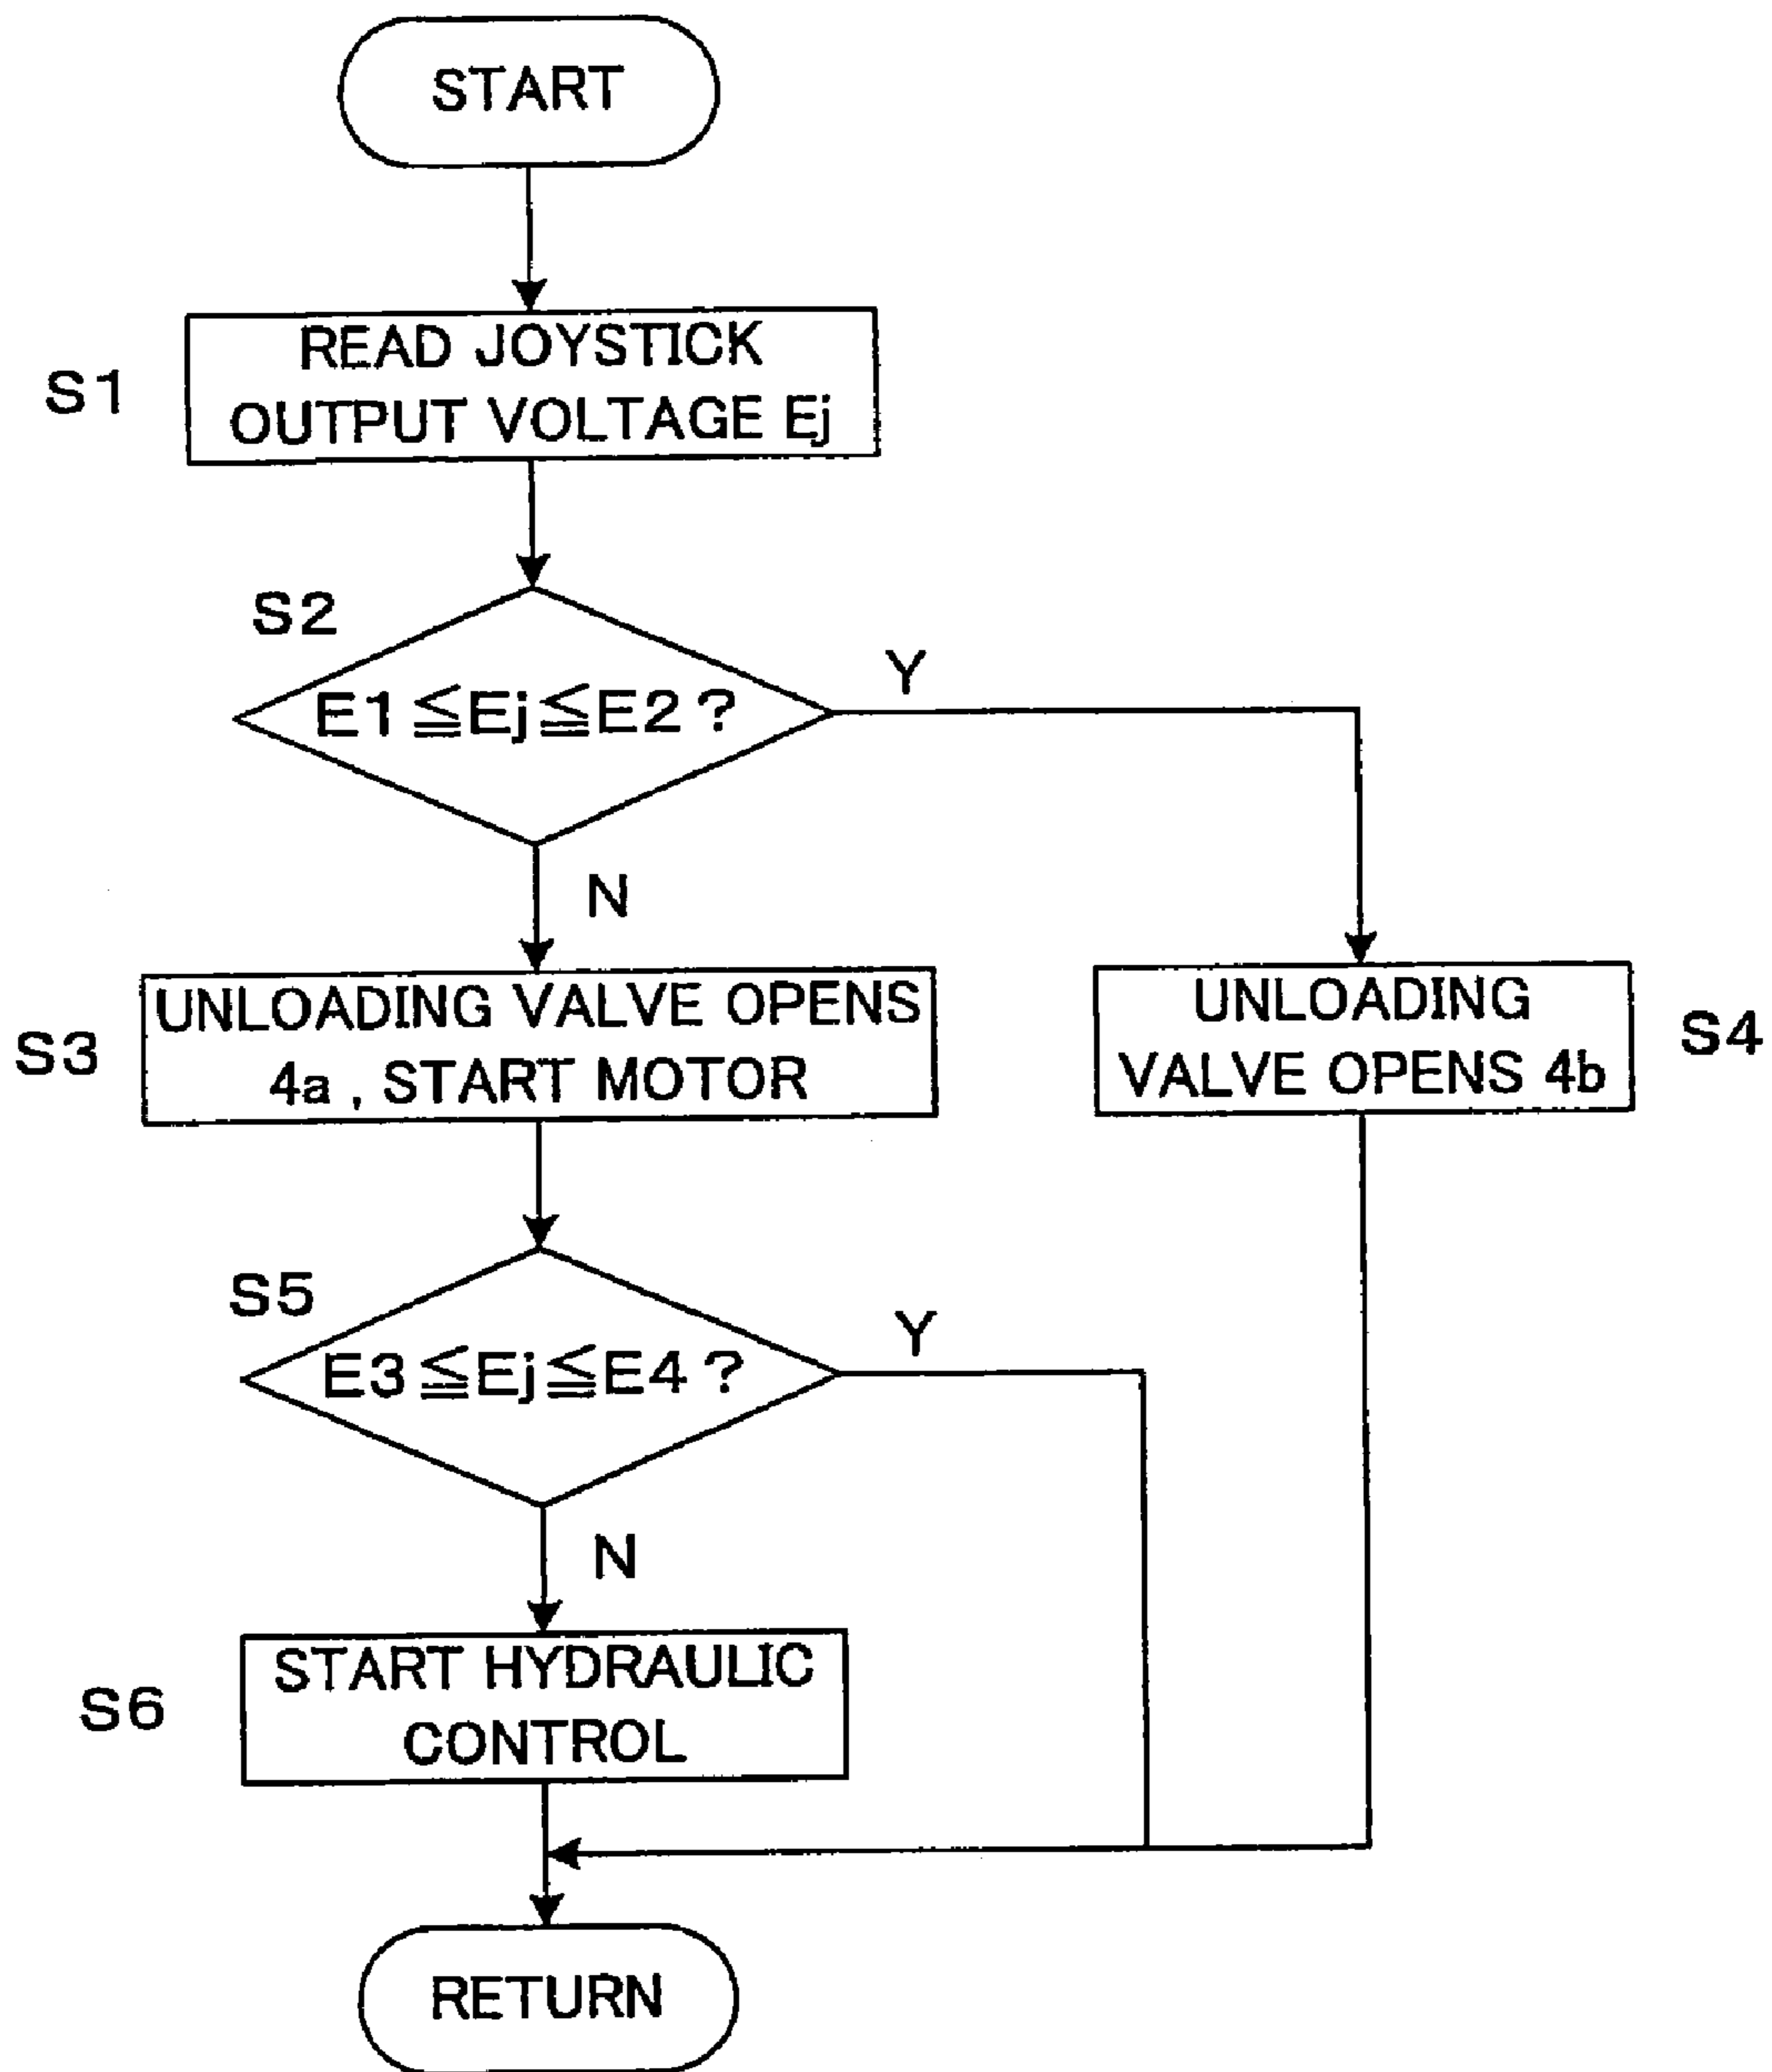 START
S1
READ JOYSTICK
OUTPUT VOLTAGE Ej
S2
E1≦Ej≦E2?
Y
N
S3
UNLOADING VALVE OPENS
4a , START MOTOR
UNLOADING
VALVE OPENS 4b
S4
S5
E3≦Ej≦E4?
Y
N
S6
START HYDRAULIC
CONTROL
RETURN